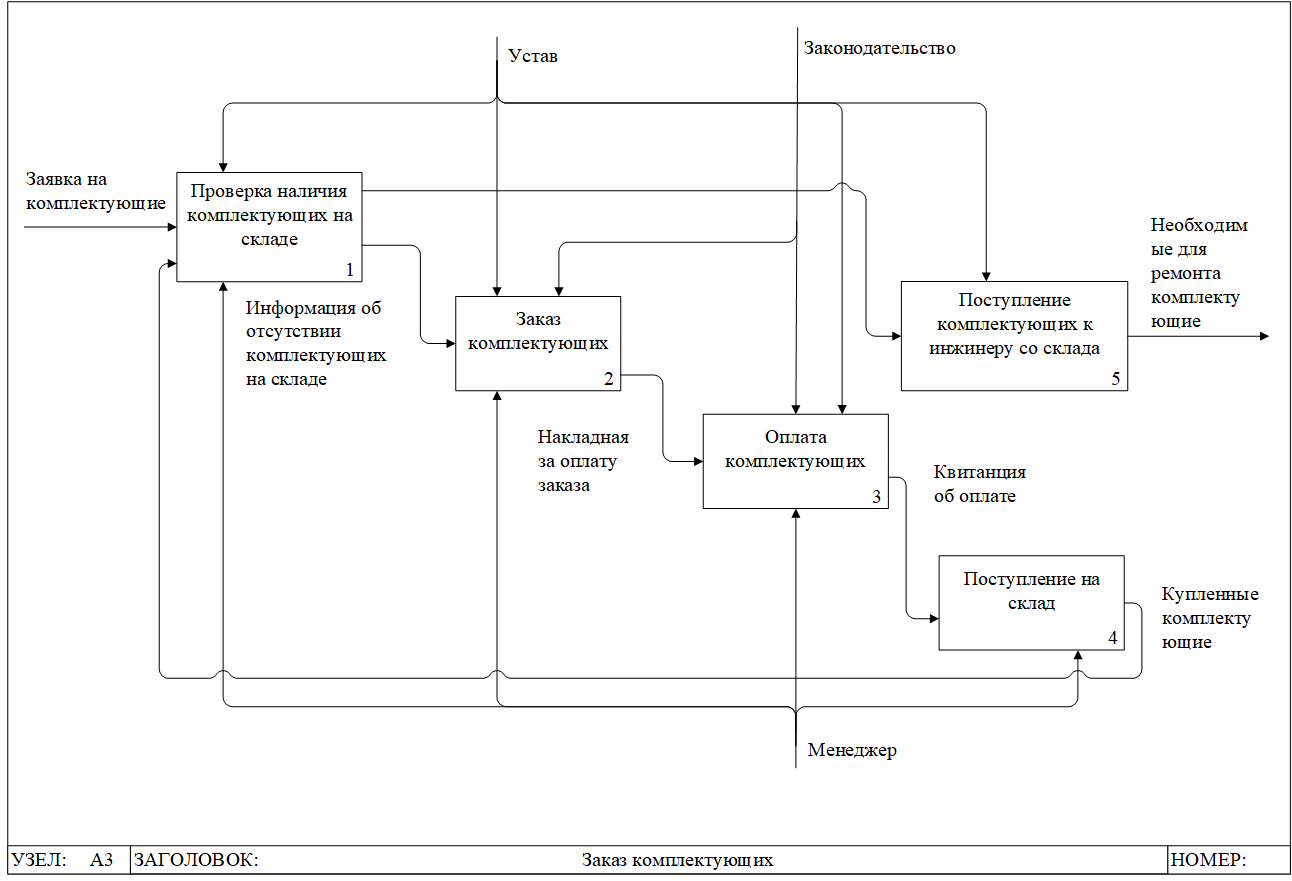 Устав
Законодательство
Заявка на
комплектующие
Проверка наличия
комплектующих на
складе
1
Информация об
отсутствии
комплектующих
на складе
Заказ
комплектующих
2
Накладная
за оплату
заказа
Оплата
комплектующих
3
Квитанция
об оплате
Поступление на
склад
4
Купленные
комплекту
ющие
Поступление
комплектующих к
инжинеру со склада
5
Необходим
ые для
ремонта
комплекту
ющие
Менеджер
УЗЕЛ: А3
ЗАГОЛОВОК: Заказ комплектующих
НОМЕР: